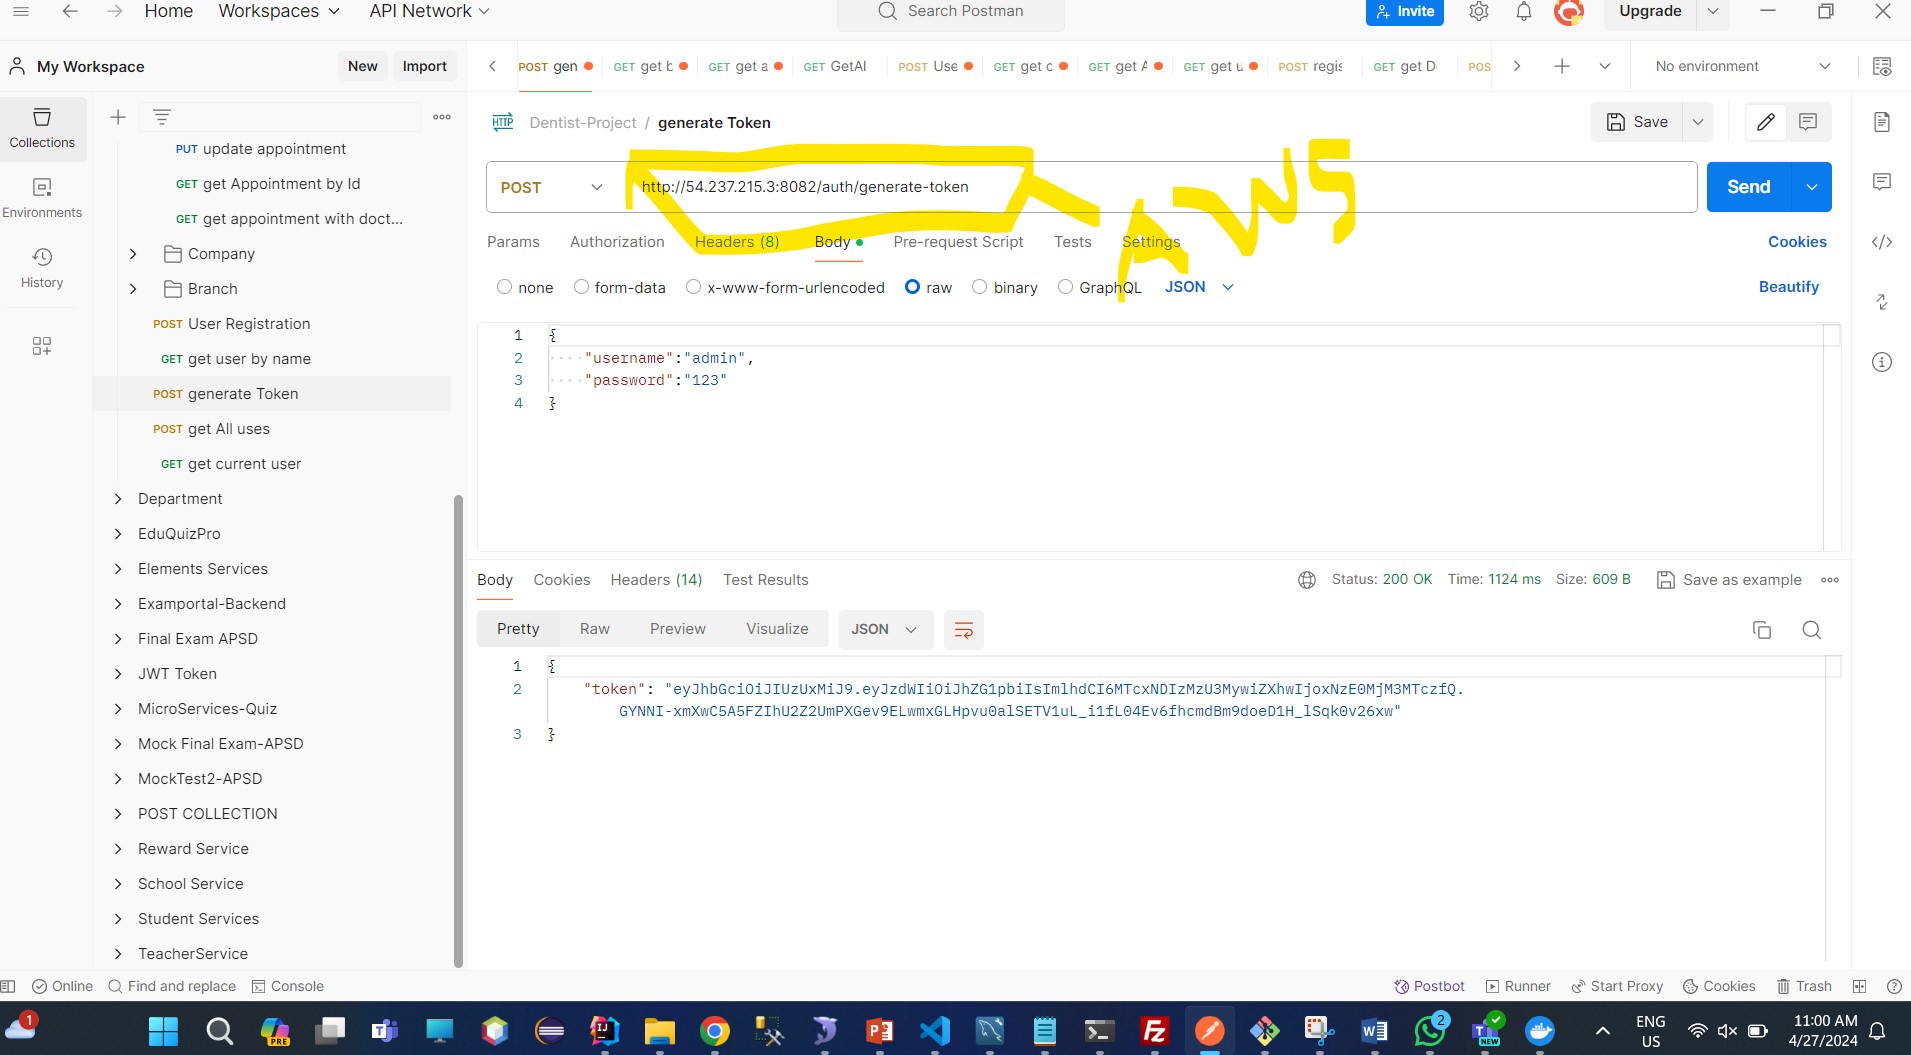 Home Workspaces API Network Search Postman Invite Upgrade
My Workspace New Import POST gen GET get b GET get a GET GetAl POST Use GET get c GET get A GET get u POST regis GET get D POS No environment
Collections
Environments
History
PUT update appointment
GET get Appointment by Id
GET get appointment with doct...
Company
Branch
POST User Registration
GET get user by name
POST generate Token
POST get All uses
GET get current user
Department
EduQuizPro
Elements Services
Examportal-Backend
Final Exam APSD
JWT Token
MicroServices-Quiz
Mock Final Exam-APSD
MockTest2-APSD
POST COLLECTION
Reward Service
School Service
Student Services
TeacherService
HTTP Dentist-Project / generate Token Save
POST http://54.237.215.3:8082/auth/generate-token Send
AWS
Params Authorization Headers (8) Body Pre-request Script Tests Settings Cookies
none form-data x-www-form-urlencoded raw binary GraphQL JSON Beautify
1 {
2 "username":"admin",
3 "password":"123"
4 }
Body Cookies Headers (14) Test Results Status: 200 OK Time: 1124 ms Size: 609 B Save as example
Pretty Raw Preview Visualize JSON
1 {
2 "token": "eyJhbGciOiJIUzUxMiJ9.eyJzdWIiOiJhZG1pbiIsImlhdCI6MTcxNDIzMzU3MywiZXhwIjoxNzE0MjM3MTczfQ.
GYNNI-xmXwC5A5FZIhU2Z2UmPXGev9ELwmxGLHpvu0alSETV1uL_i1fL04Ev6fhcmdBm9doeD1H_lSqk0v26xw"
3 }
Online Find and replace Console Postbot Runner Start Proxy Cookies Trash
1 PRE IJ P Fz W 2 NEW ENG US 11:00 AM
4/27/2024